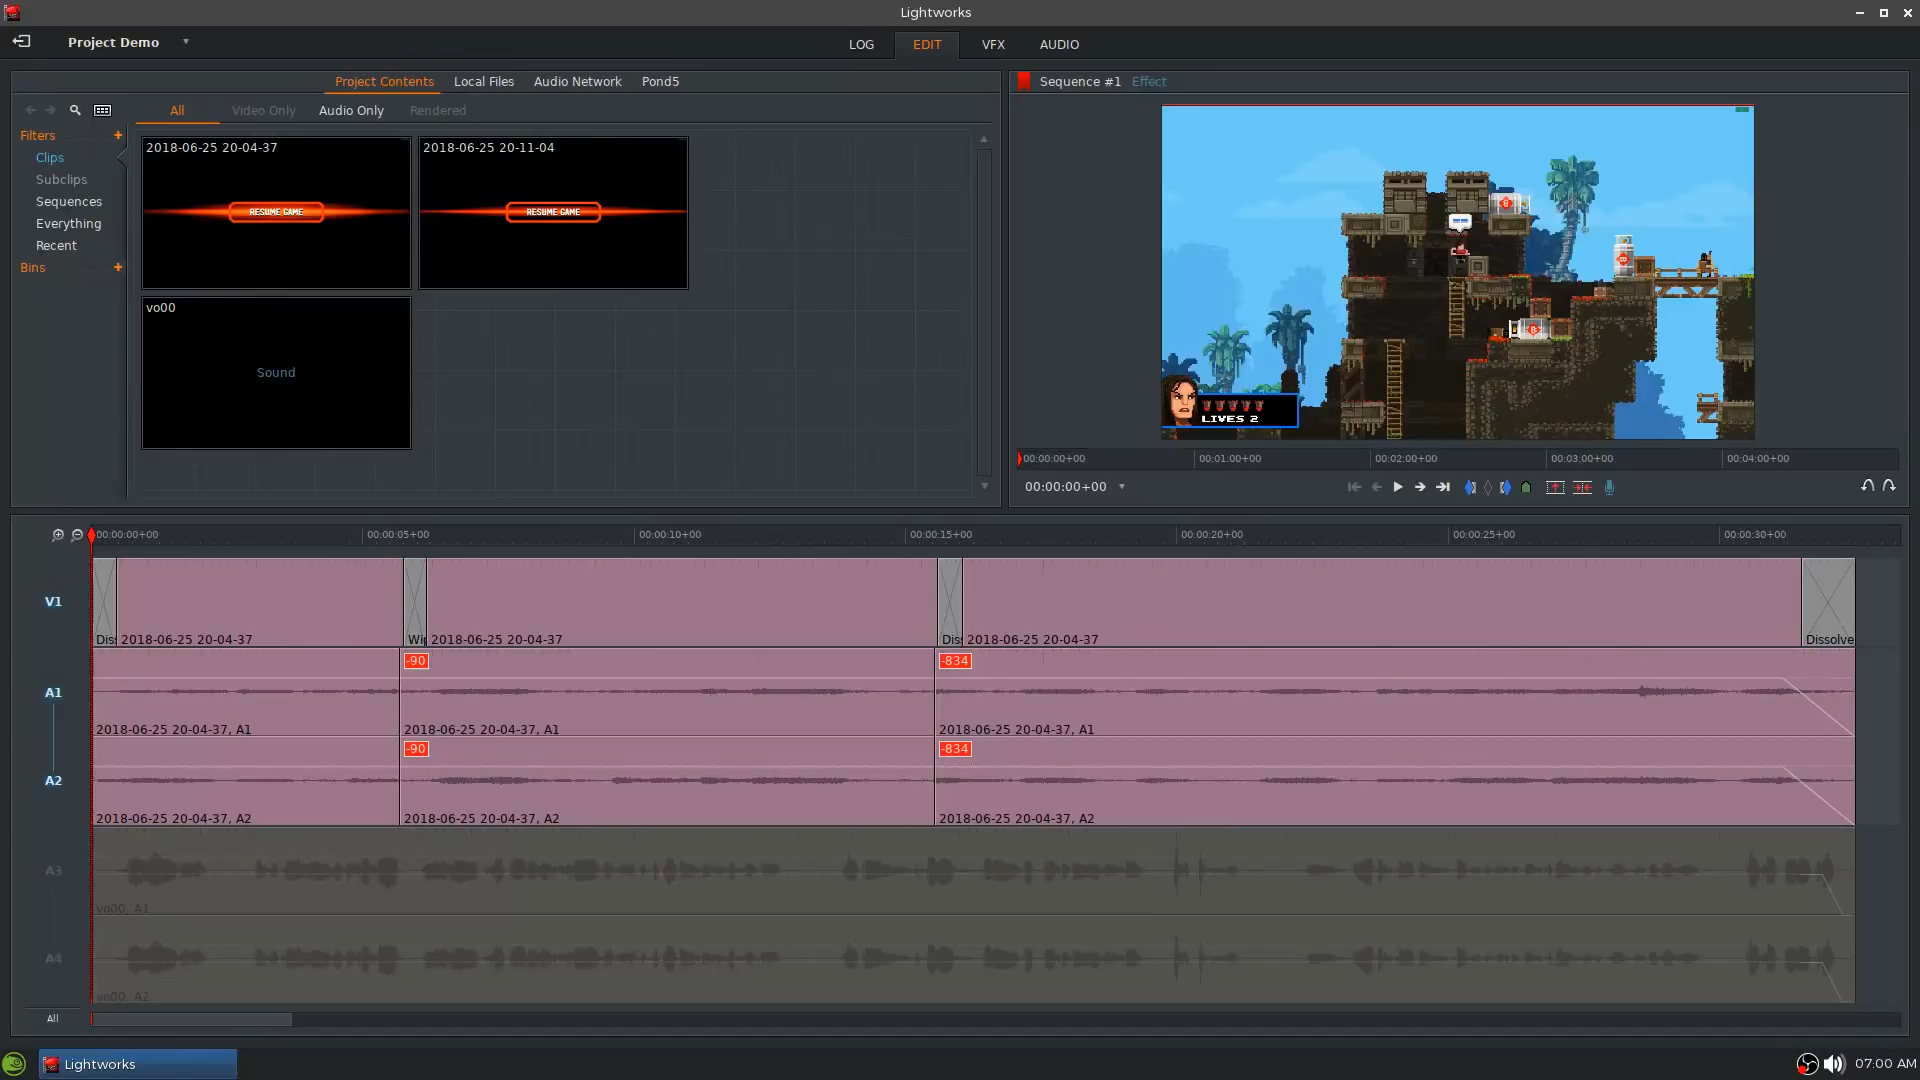 Lightworks
Project Demo
LOG EDIT VFX AUDIO
Project Contents Local Files Audio Network Pond5
Sequence #1 Effect
All Video Only Audio Only Rendered
Filters +
Clips
Subclips
Sequences
Everything
Recent
Bins +
2018-06-25 20-04-37
RESUME GAME
2018-06-25 20-11-04
RESUME GAME
vo00
Sound
LIVES 2
00:00:00+00 00:01:00+00 00:02:00+00 00:03:00+00 00:04:00+00
00:00:00+00
00:00:00+00 00:00:05+00 00:00:10+00 00:00:15+00 00:00:20+00 00:00:25+00 00:00:30+00
V1
Dis 2018-06-25 20-04-37 Wip 2018-06-25 20-04-37 Dis 2018-06-25 20-04-37 Dissolve
A1
-90 -834
2018-06-25 20-04-37, A1 2018-06-25 20-04-37, A1 2018-06-25 20-04-37, A1
A2
-90 -834
2018-06-25 20-04-37, A2 2018-06-25 20-04-37, A2 2018-06-25 20-04-37, A2
A3
vo00, A1
A4
vo00, A2
All
Lightworks
07:00 AM